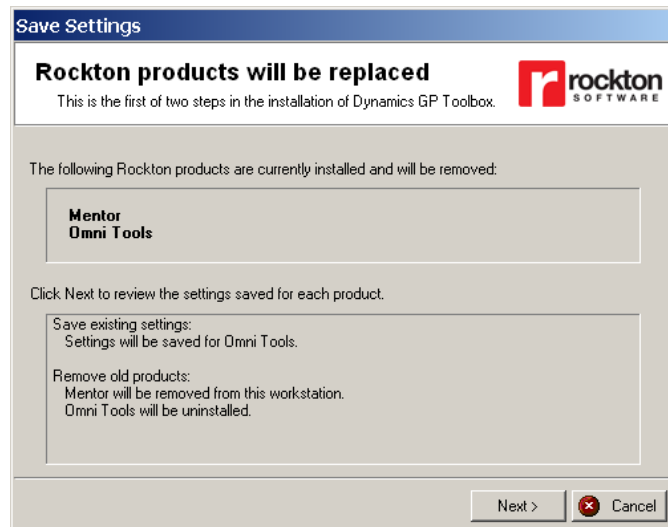 Save Settings
Rockton products will be replaced
This is the first of two steps in the installation of Dynamics GP Toolbox.
rockton
SOFTWARE
The following Rockton products are currently installed and will be removed:
Mentor
Omni Tools
Click Next to review the settings saved for each product.
Save existing settings:
Settings will be saved for Omni Tools.
Remove old products:
Mentor will be removed from this workstation.
Omni Tools will be uninstalled.
Next >
Cancel